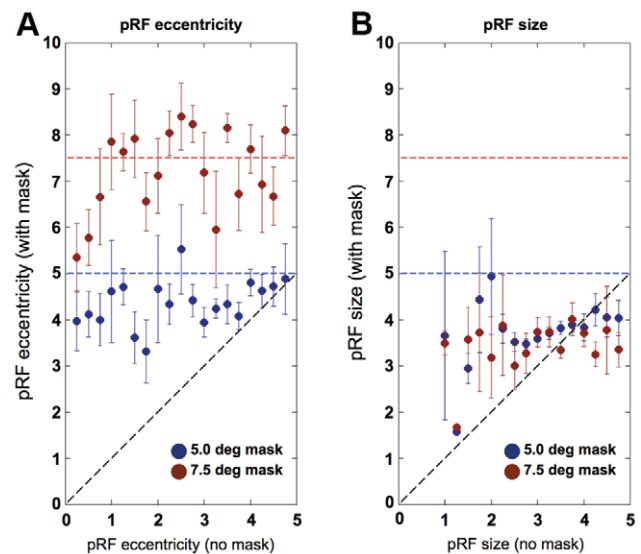 A
pRF eccentricity
10
9
8
7
6
5
4
3
2
1
0
0
1
2
3
4
5
pRF eccentricity (with mask)
pRF eccentricity (no mask)
5.0 deg mask
7.5 deg mask
B
pRF size
10
9
8
7
6
5
4
3
2
1
0
0
1
2
3
4
5
pRF size (with mask)
pRF size (no mask)
5.0 deg mask
7.5 deg mask